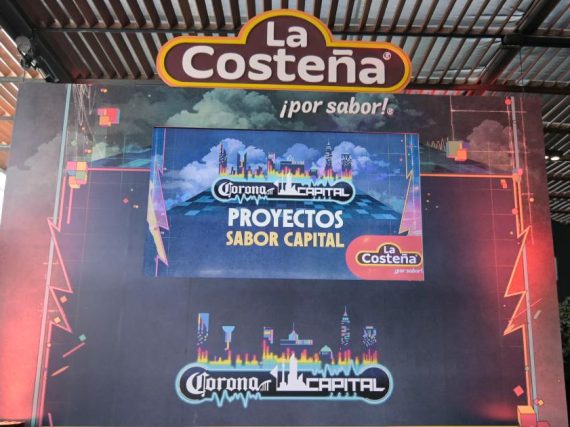 La
Costeña®
¡por sabor!®
Corona CAPITAL
PROYECTOS
SABOR CAPITAL
La
Costeña
¡por sabor!
Corona CAPITAL